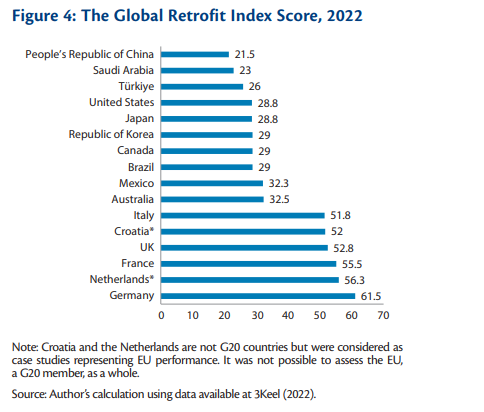 Figure 4: The Global Retrofit Index Score, 2022
People's Republic of China 21.5
Saudi Arabia 23
Türkiye 26
United States 28.8
Japan 28.8
Republic of Korea 29
Canada 29
Brazil 29
Mexico 32.3
Australia 32.5
Italy 51.8
Croatia* 52
UK 52.8
France 55.5
Netherlands* 56.3
Germany 61.5
0 10 20 30 40 50 60 70
Note: Croatia and the Netherlands are not G20 countries but were considered as
case studies representing EU performance. It was not possible to assess the EU,
a G20 member, as a whole.
Source: Author's calculation using data available at 3Keel (2022).